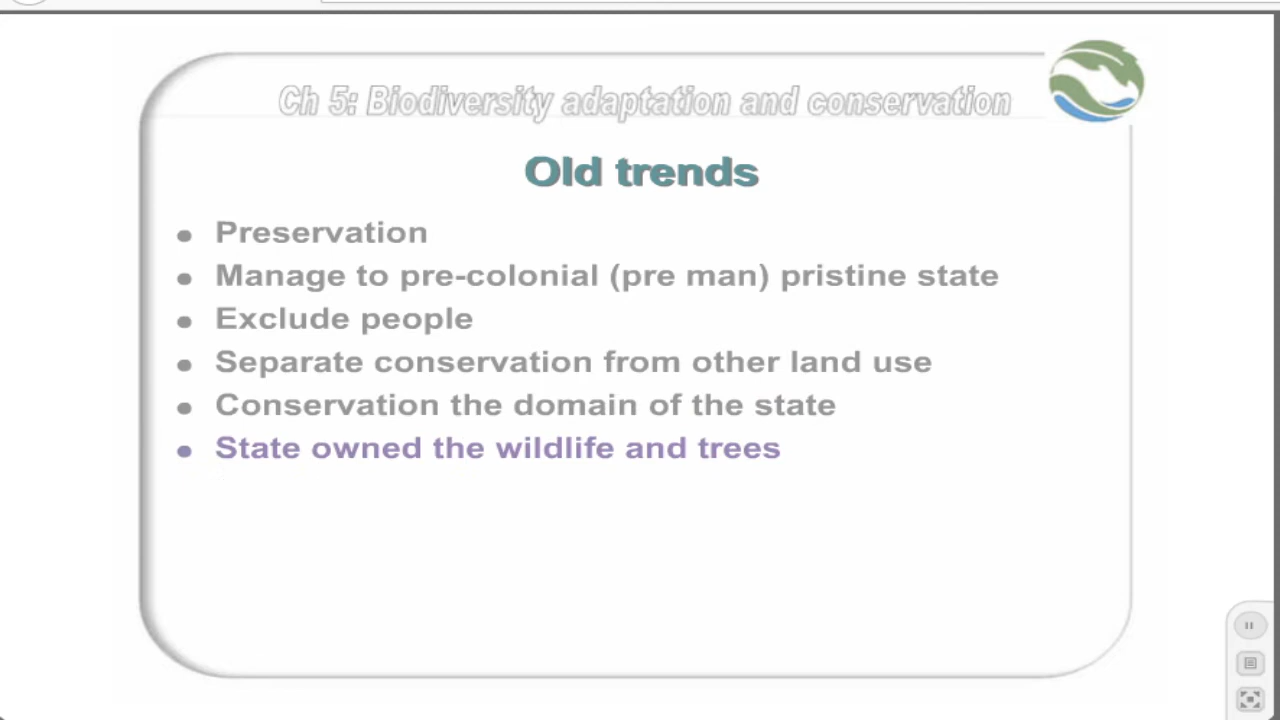 Ch 5: Biodiversity adaptation and conservation
Old trends
• Preservation
• Manage to pre-colonial (pre man) pristine state
• Exclude people
• Separate conservation from other land use
• Conservation the domain of the state
• State owned the wildlife and trees